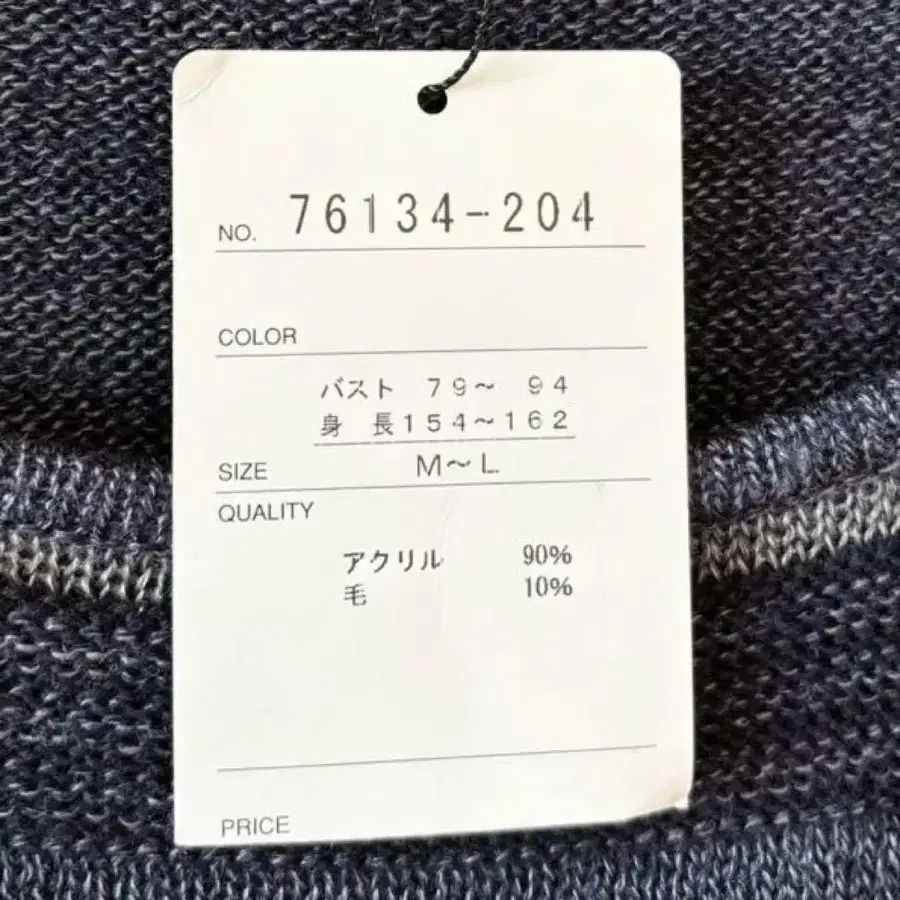 NO. 76134-204
COLOR
バスト 79～ 94
身 長154～162
SIZE M～L
QUALITY
アクリル 90%
毛 10%
PRICE